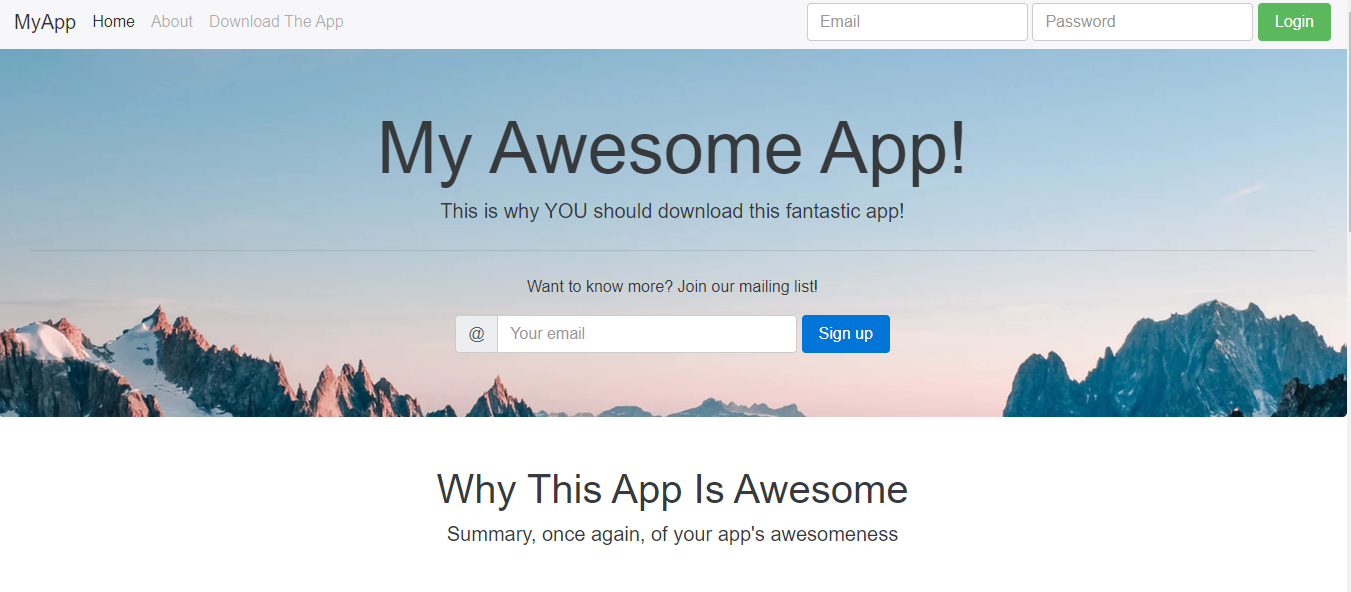 MyApp Home About Download The App Email Password Login
My Awesome App!
This is why YOU should download this fantastic app!
Want to know more? Join our mailing list!
@ Your email Sign up
Why This App Is Awesome
Summary, once again, of your app's awesomeness